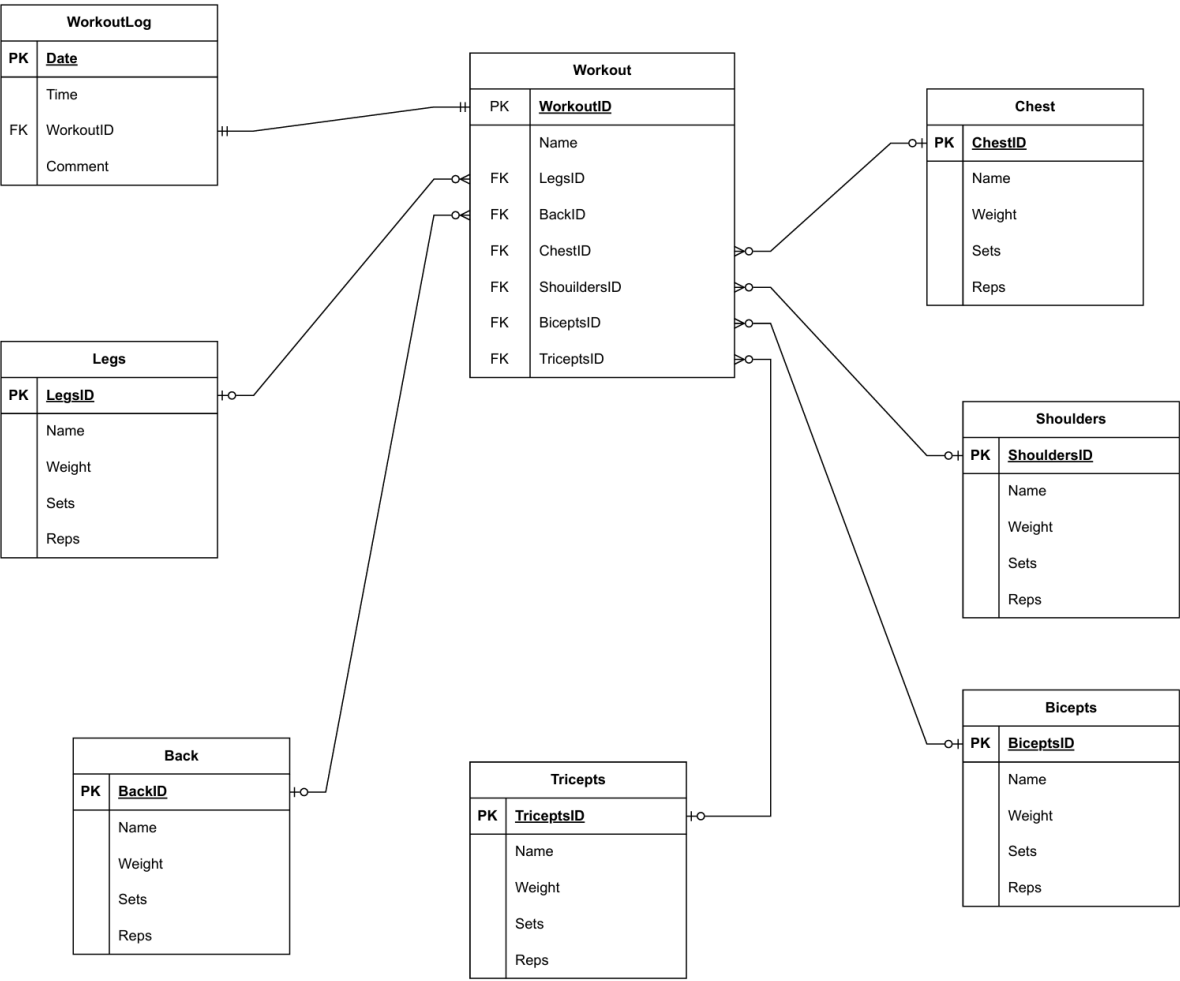 WorkoutLog
PK Date
Time
FK WorkoutID
Comment
Workout
PK WorkoutID
Name
FK LegsID
FK BackID
FK ChestID
FK ShouildersID
FK BiceptsID
FK TriceptsID
Chest
PK ChestID
Name
Weight
Sets
Reps
Legs
PK LegsID
Name
Weight
Sets
Reps
Shoulders
PK ShouldersID
Name
Weight
Sets
Reps
Bicepts
PK BiceptsID
Name
Weight
Sets
Reps
Back
PK BackID
Name
Weight
Sets
Reps
Tricepts
PK TriceptsID
Name
Weight
Sets
Reps